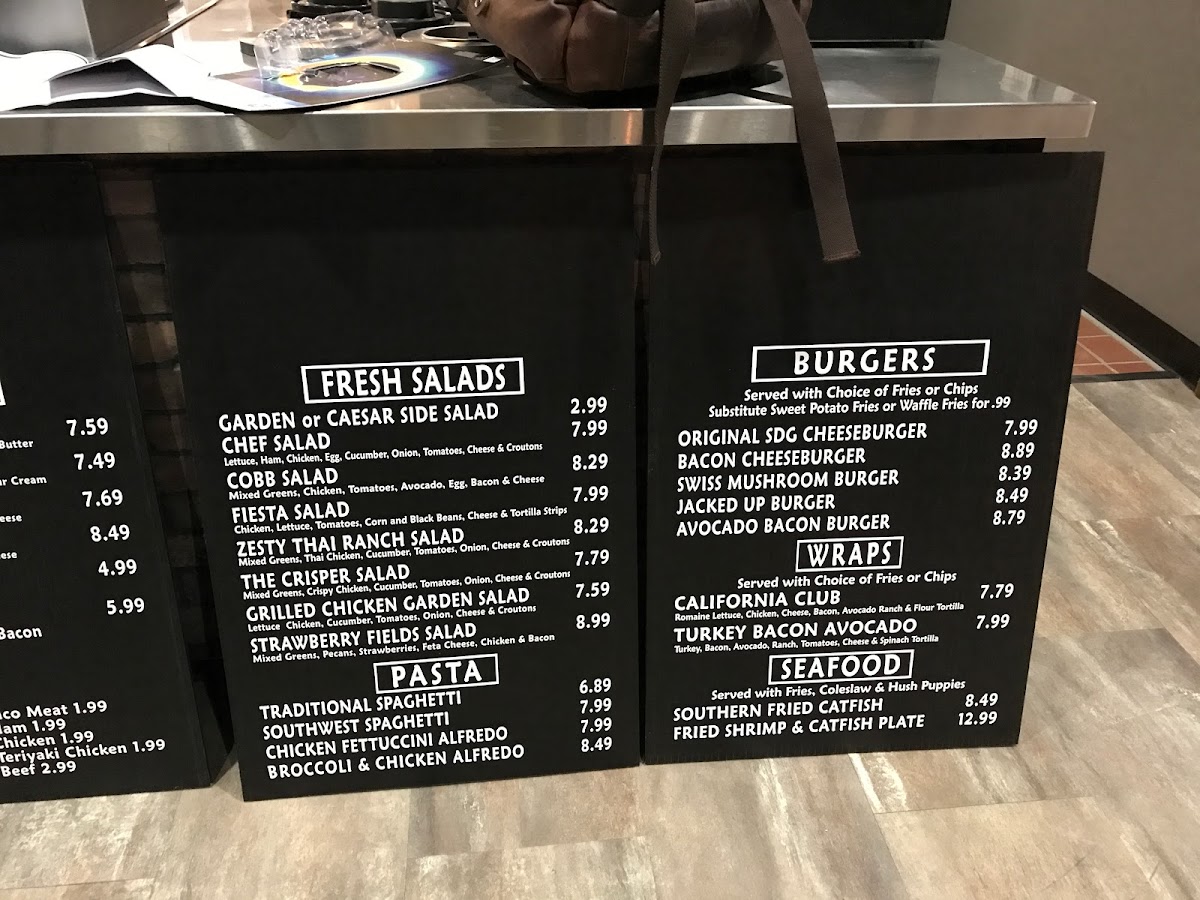 7.59
Butter
7.49
ur Cream
7.69
eese
8.49
ese
4.99
5.99
Bacon
co Meat 1.99
Ham 1.99
Chicken 1.99
Teriyaki Chicken 1.99
Beef 2.99
FRESH SALADS
GARDEN or CAESAR SIDE SALAD 2.99
CHEF SALAD 7.99
Lettuce, Ham, Chicken, Egg, Cucumber, Onion, Tomatoes, Cheese & Croutons
COBB SALAD 8.29
Mixed Greens, Chicken, Tomatoes, Avocado, Egg, Bacon & Cheese
FIESTA SALAD 7.99
Chicken, Lettuce, Tomatoes, Corn and Black Beans, Cheese & Tortilla Strips
ZESTY THAI RANCH SALAD 8.29
Mixed Greens, Thai Chicken, Cucumber, Tomatoes, Onion, Cheese & Croutons
THE CRISPER SALAD 7.79
Mixed Greens, Crispy Chicken, Cucumber, Tomatoes, Onion, Cheese & Croutons
GRILLED CHICKEN GARDEN SALAD 7.59
Lettuce Chicken, Cucumber, Tomatoes, Onion, Cheese & Croutons
STRAWBERRY FIELDS SALAD 8.99
Mixed Greens, Pecans, Strawberries, Feta Cheese, Chicken & Bacon
PASTA
TRADITIONAL SPAGHETTI 6.89
SOUTHWEST SPAGHETTI 7.99
CHICKEN FETTUCCINI ALFREDO 7.99
BROCCOLI & CHICKEN ALFREDO 8.49
BURGERS
Served with Choice of Fries or Chips
Substitute Sweet Potato Fries or Waffle Fries for .99
ORIGINAL SDG CHEESEBURGER 7.99
BACON CHEESEBURGER 8.89
SWISS MUSHROOM BURGER 8.39
JACKED UP BURGER 8.49
AVOCADO BACON BURGER 8.79
WRAPS
Served with Choice of Fries or Chips
CALIFORNIA CLUB 7.79
Romaine Lettuce, Chicken, Cheese, Bacon, Avocado Ranch & Flour Tortilla
TURKEY BACON AVOCADO 7.99
Turkey, Bacon, Avocado, Ranch, Tomatoes, Cheese & Spinach Tortilla
SEAFOOD
Served with Fries, Coleslaw & Hush Puppies
SOUTHERN FRIED CATFISH 8.49
FRIED SHRIMP & CATFISH PLATE 12.99